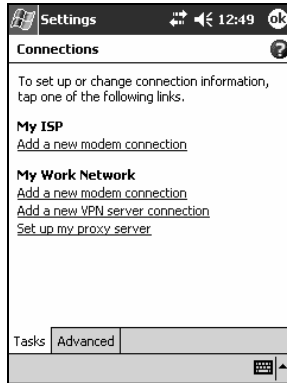 Settings 12:49 ok
Connections ?
To set up or change connection information,
tap one of the following links.
My ISP
Add a new modem connection
My Work Network
Add a new modem connection
Add a new VPN server connection
Set up my proxy server
Tasks Advanced